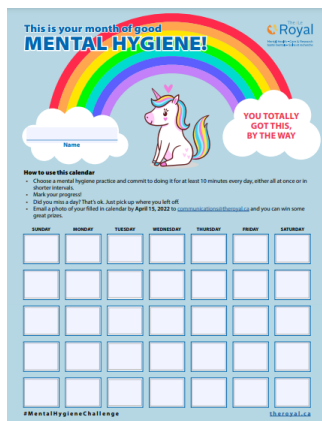 This is your month of good
MENTAL HYGIENE!
The Royal
YOU TOTALLY
GOT THIS,
BY THE WAY
Name
How to use this calendar
• Choose a mental hygiene practice and commit to doing it for at least 10 minutes every day, either all at once or in
shorter intervals.
• Mark your progress!
• Did you miss a day? That's ok. Just pick up where you left off.
• Email a photo of your filled in calendar by April 15, 2022 to communications@theroyal.ca and you can win some
great prizes.
SUNDAY MONDAY TUESDAY WEDNESDAY THURSDAY FRIDAY SATURDAY
#MentalHygieneChallenge
theroyal.ca